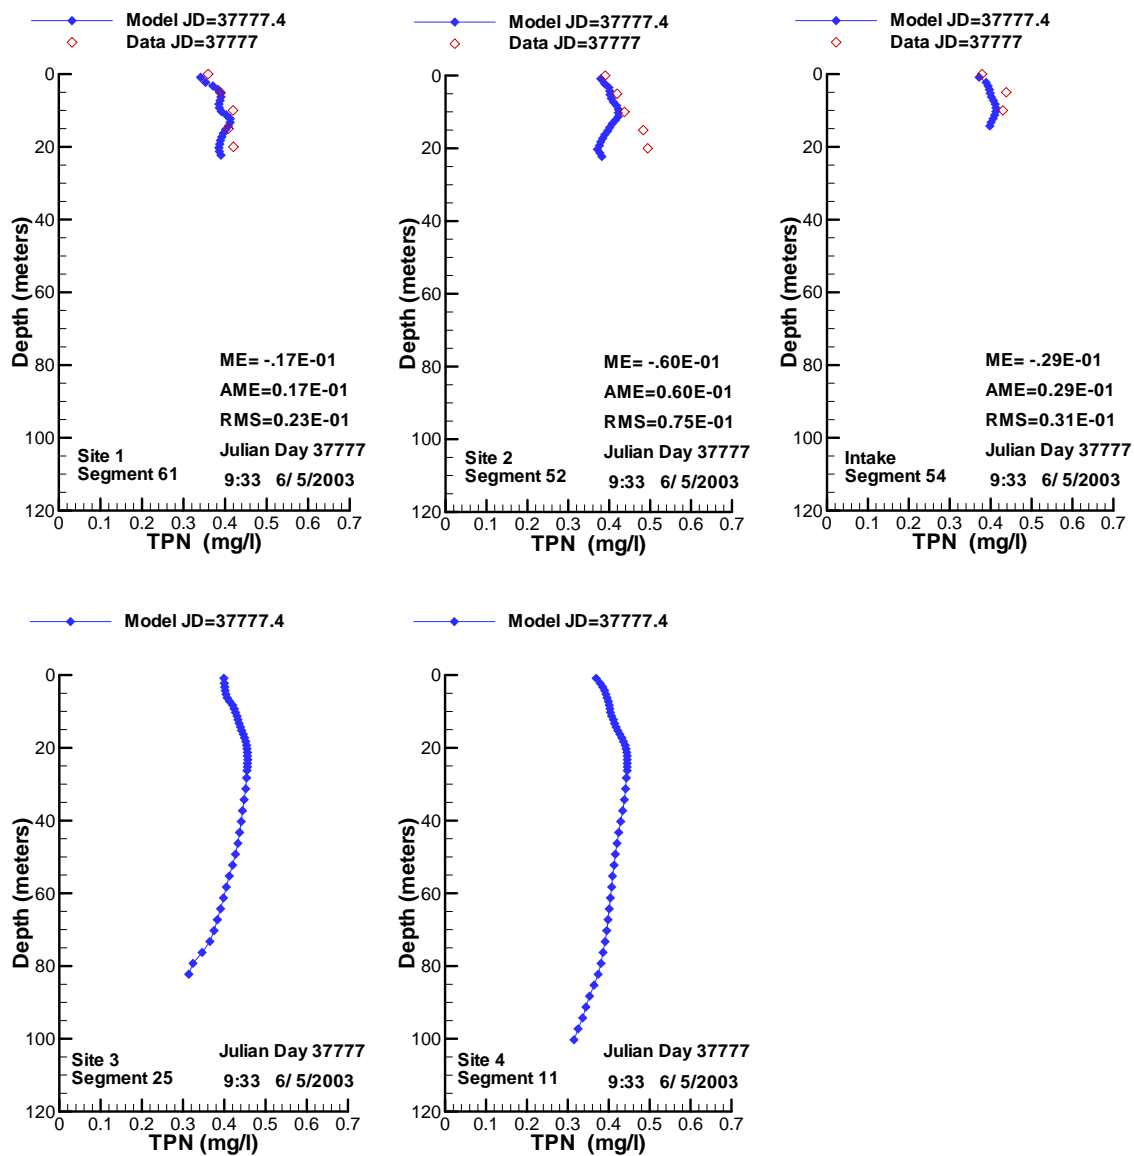 Model JD=37777.4
Data JD=37777
0
20
40
60
80
100
120
Depth (meters)
ME= -.17E-01
AME=0.17E-01
RMS=0.23E-01
Julian Day 37777
9:33 6/ 5/2003
Site 1
Segment 61
0 0.1 0.2 0.3 0.4 0.5 0.6 0.7
TPN (mg/l)
Model JD=37777.4
Data JD=37777
0
20
40
60
80
100
120
Depth (meters)
ME= -.60E-01
AME=0.60E-01
RMS=0.75E-01
Julian Day 37777
9:33 6/ 5/2003
Site 2
Segment 52
0 0.1 0.2 0.3 0.4 0.5 0.6 0.7
TPN (mg/l)
Model JD=37777.4
Data JD=37777
0
20
40
60
80
100
120
Depth (meters)
ME= -.29E-01
AME=0.29E-01
RMS=0.31E-01
Julian Day 37777
9:33 6/ 5/2003
Intake
Segment 54
0 0.1 0.2 0.3 0.4 0.5 0.6 0.7
TPN (mg/l)
Model JD=37777.4
0
20
40
60
80
100
120
Depth (meters)
Julian Day 37777
9:33 6/ 5/2003
Site 3
Segment 25
0 0.1 0.2 0.3 0.4 0.5 0.6 0.7
TPN (mg/l)
Model JD=37777.4
0
20
40
60
80
100
120
Depth (meters)
Julian Day 37777
9:33 6/ 5/2003
Site 4
Segment 11
0 0.1 0.2 0.3 0.4 0.5 0.6 0.7
TPN (mg/l)